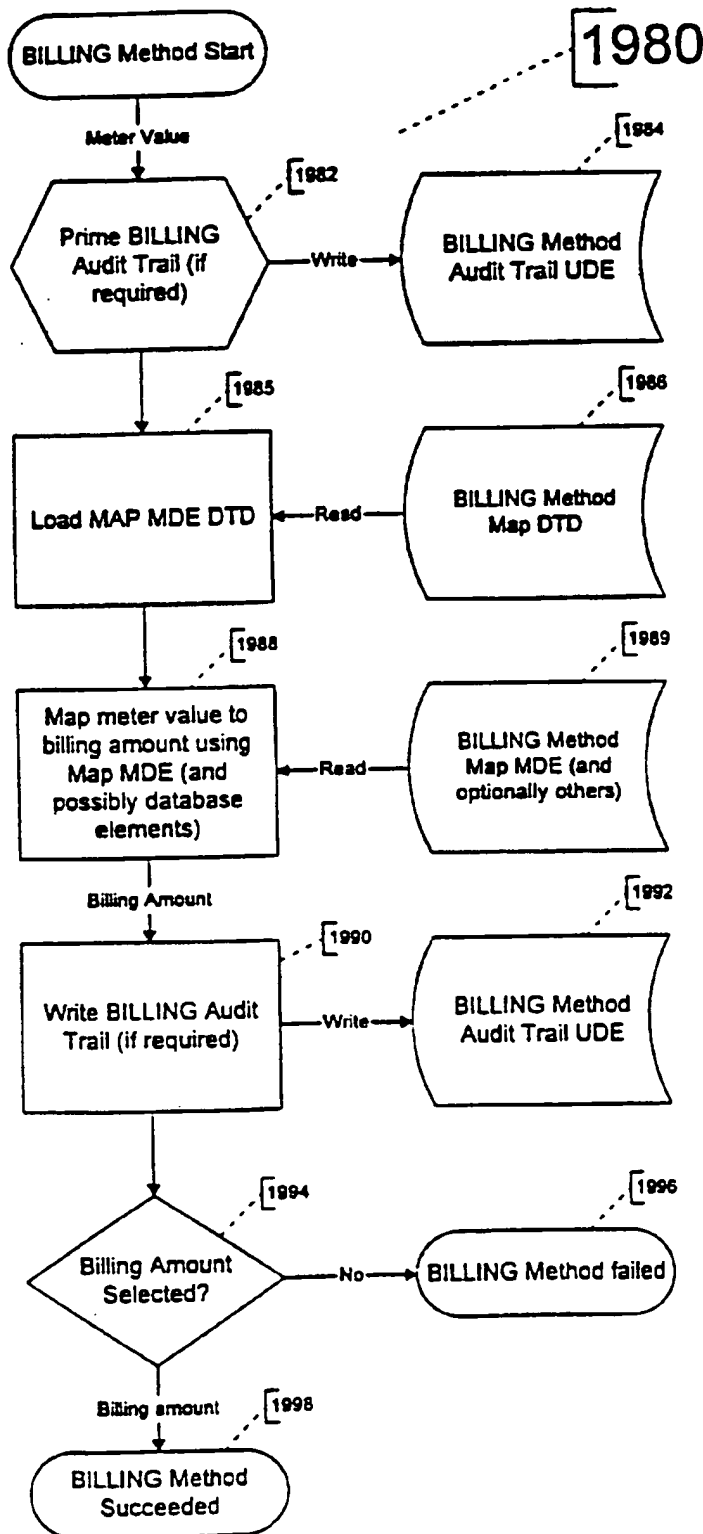 BILLING Method Start
1980
Meter Value
1982
1984
Prime BILLING
Audit Trail (if
required)
Write
BILLING Method
Audit Trail UDE
1985
1986
Load MAP MDE DTD
Read
BILLING Method
Map DTD
1988
1989
Map meter value to
billing amount using
Map MDE (and
possibly database
elements)
Read
BILLING Method
Map MDE (and
optionally others)
Billing Amount
1990
1992
Write BILLING Audit
Trail (if required)
Write
BILLING Method
Audit Trail UDE
1994
1996
Billing Amount
Selected?
No
BILLING Method failed
Billing amount
1998
BILLING Method
Succeeded